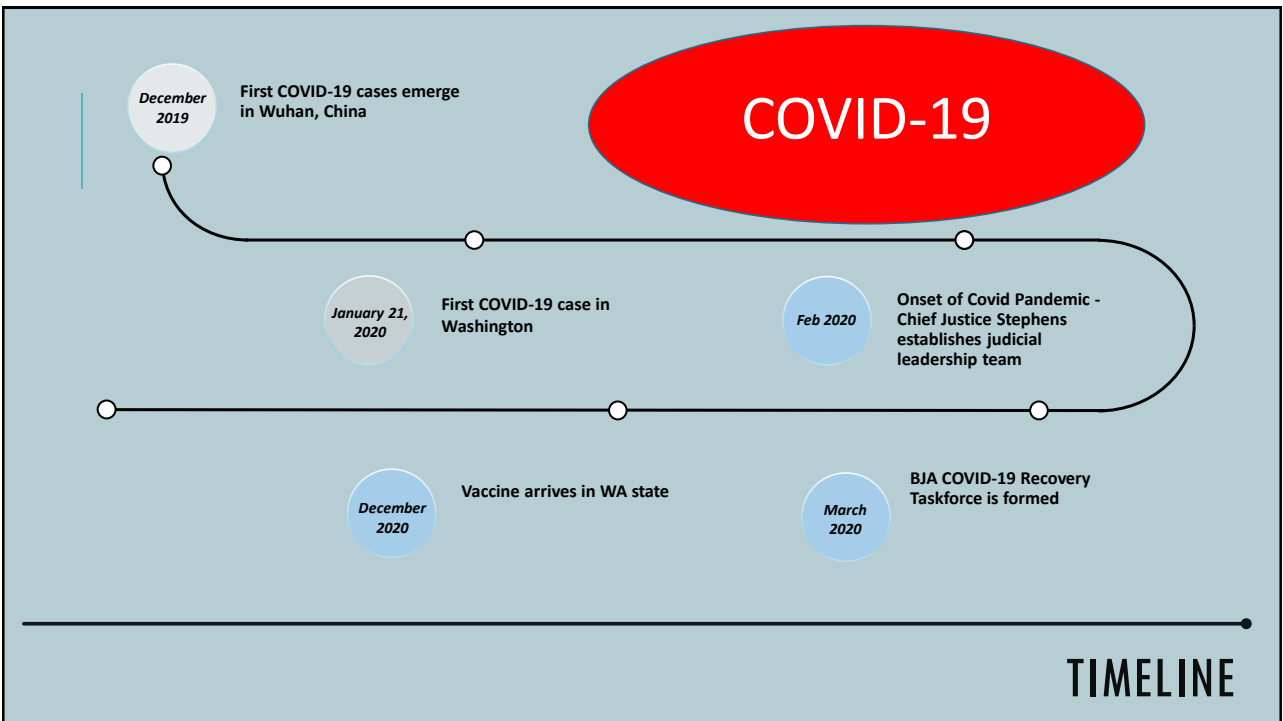 COVID-19
December
2019
First COVID-19 cases emerge
in Wuhan, China
January 21,
2020
First COVID-19 case in
Washington
Feb 2020
Onset of Covid Pandemic -
Chief Justice Stephens
establishes judicial
leadership team
March
2020
BJA COVID-19 Recovery
Taskforce is formed
December
2020
Vaccine arrives in WA state
TIMELINE